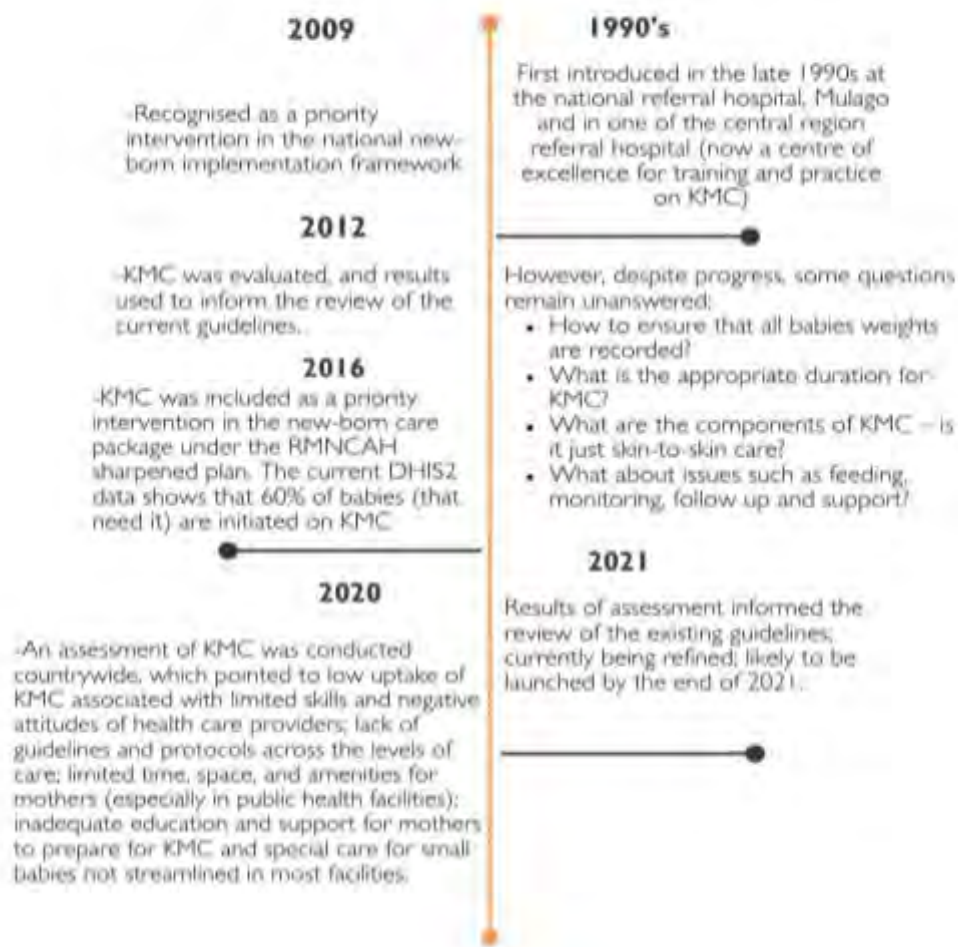 2009
-Recognised as a priority
intervention in the national new-
born implementation framework
2012
-KMC was evaluated, and results
used to inform the review of the
current guidelines.
2016
-KMC was included as a priority
intervention in the new-born care
package under the RMNCAH
sharpened plan. The current DHIS2
data shows that 60% of babies (that
need it) are initiated on KMC
2020
-An assessment of KMC was conducted
countrywide, which pointed to low uptake of
KMC associated with limited skills and negative
attitudes of health care providers; lack of
guidelines and protocols across the levels of
care; limited time, space, and amenities for
mothers (especially in public health facilities);
inadequate education and support for mothers
to prepare for KMC and special care for small
babies not streamlined in most facilities.
1990's
First introduced in the late 1990s at
the national referral hospital, Mulago
and in one of the central region
referral hospital (now a centre of
excellence for training and practice
on KMC)
However, despite progress, some questions
remain unanswered:
• How to ensure that all babies weights
are recorded?
• What is the appropriate duration for
KMC?
• What are the components of KMC – is
it just skin-to-skin care?
• What about issues such as feeding,
monitoring, follow up and support?
2021
Results of assessment informed the
review of the existing guidelines;
currently being refined; likely to be
launched by the end of 2021.